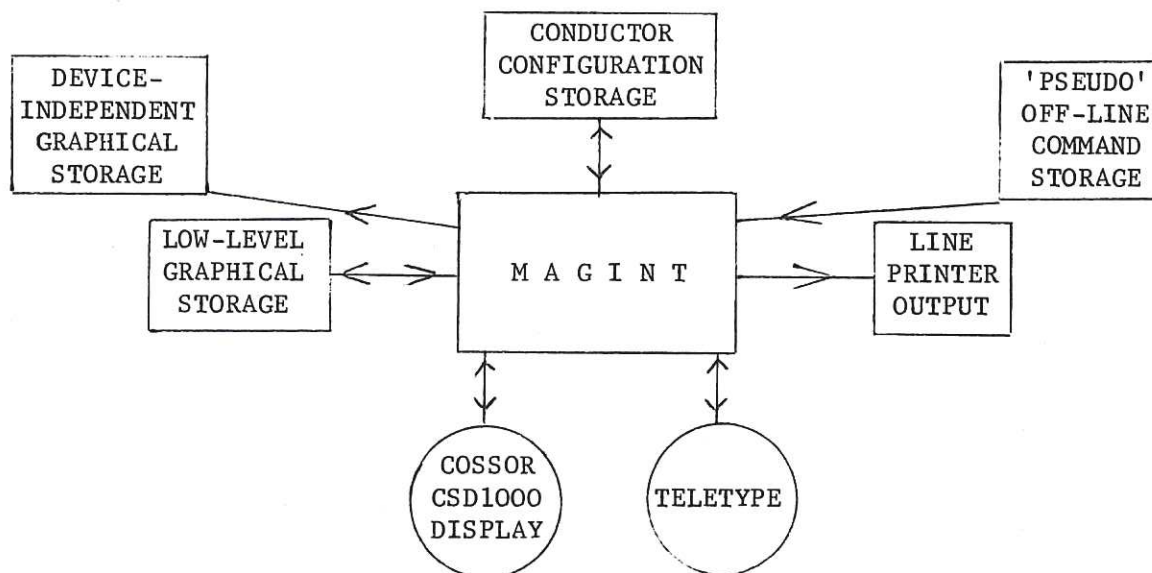 CONDUCTOR
CONFIGURATION
STORAGE
DEVICE-
INDEPENDENT
GRAPHICAL
STORAGE
'PSEUDO'
OFF-LINE
COMMAND
STORAGE
LOW-LEVEL
GRAPHICAL
STORAGE
M A G I N T
LINE
PRINTER
OUTPUT
COSSOR
CSD1000
DISPLAY
TELETYPE